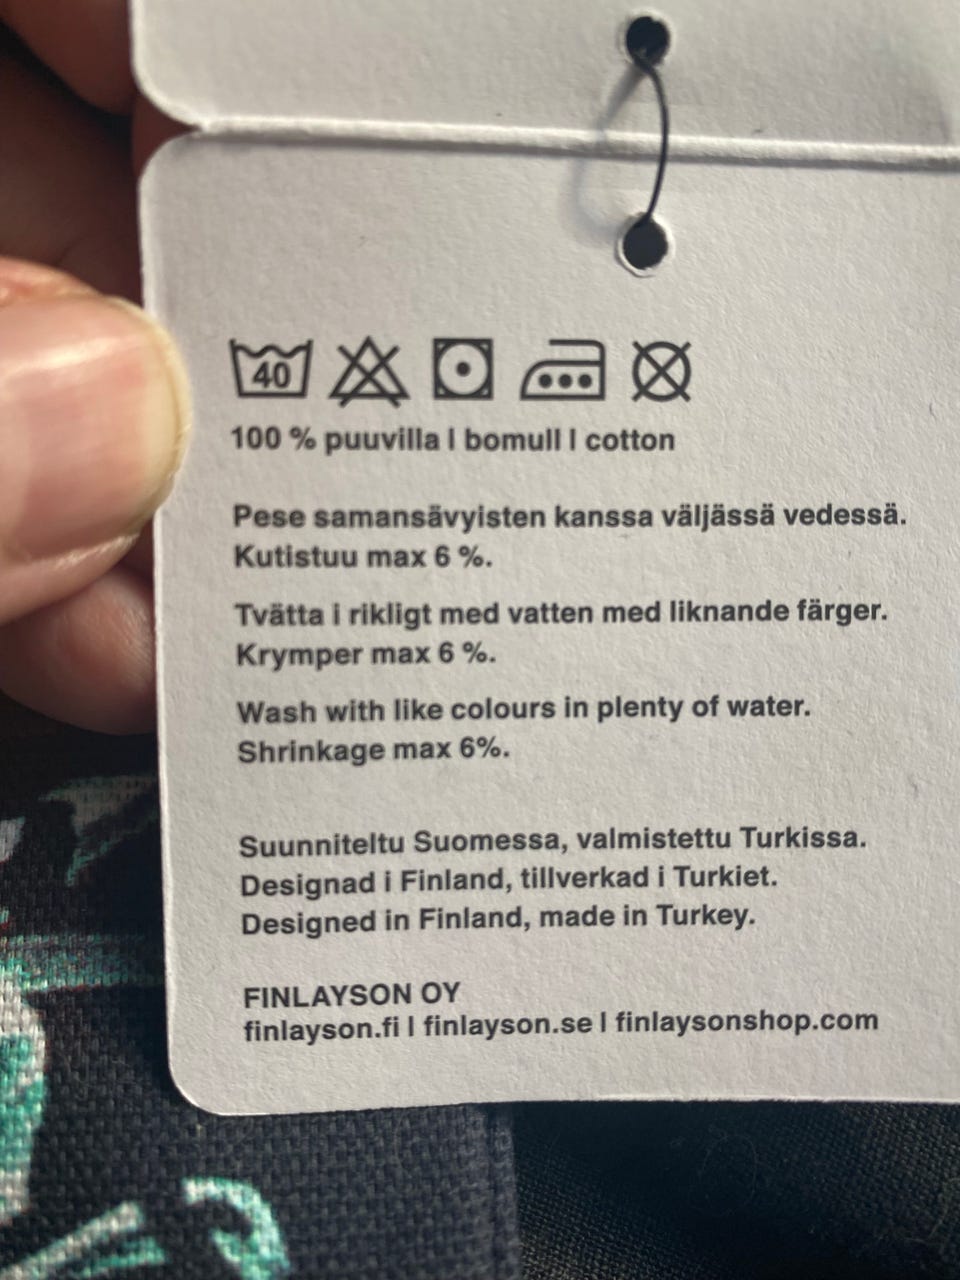 40
100 % puuvilla | bomull | cotton
Pese samansävyisten kanssa väljässä vedessä.
Kutistuu max 6 %.
Tvätta i rikligt med vatten med liknande färger.
Krymper max 6 %.
Wash with like colours in plenty of water.
Shrinkage max 6%.
Suunniteltu Suomessa, valmistettu Turkissa.
Designad i Finland, tillverkad i Turkiet.
Designed in Finland, made in Turkey.
FINLAYSON OY
finlayson.fi | finlayson.se | finlaysonshop.com